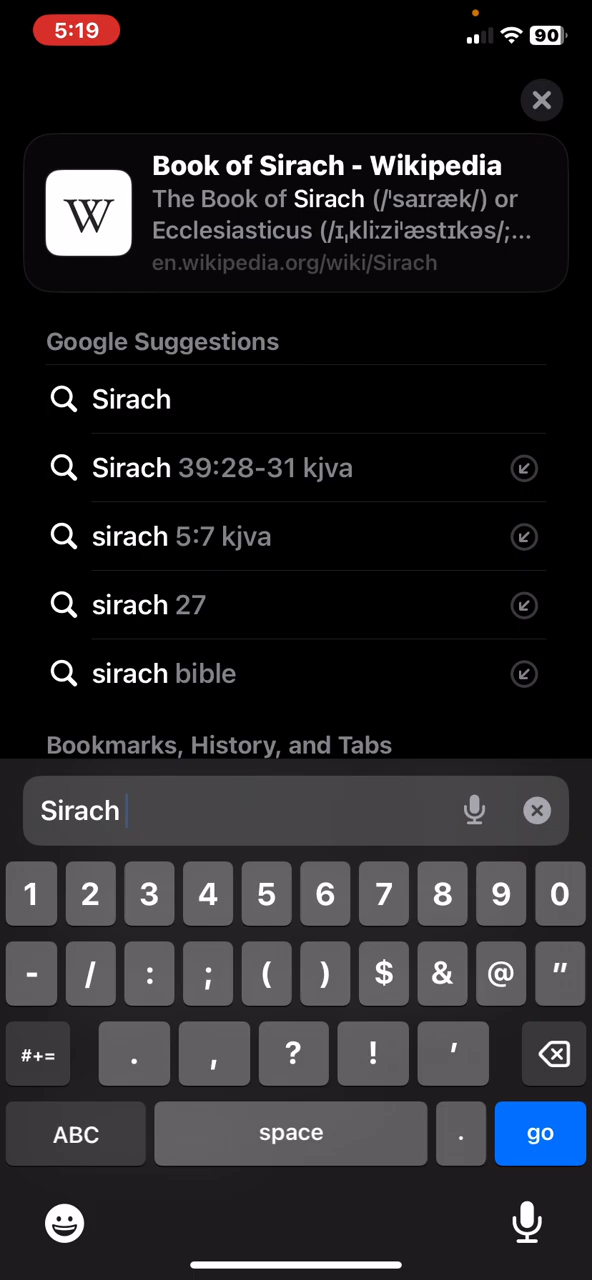 5:19
90
Book of Sirach - Wikipedia
W
The Book of Sirach (/ˈsaɪræk/) or
Ecclesiasticus (/ɪˌkliːziˈæstɪkəs/;...
en.wikipedia.org/wiki/Sirach
Google Suggestions
Sirach
Sirach 39:28-31 kjva
sirach 5:7 kjva
sirach 27
sirach bible
Bookmarks, History, and Tabs
Sirach
1 2 3 4 5 6 7 8 9 0
- / : ; ( ) $ & @ "
#+= . , ? ! '
ABC space . go